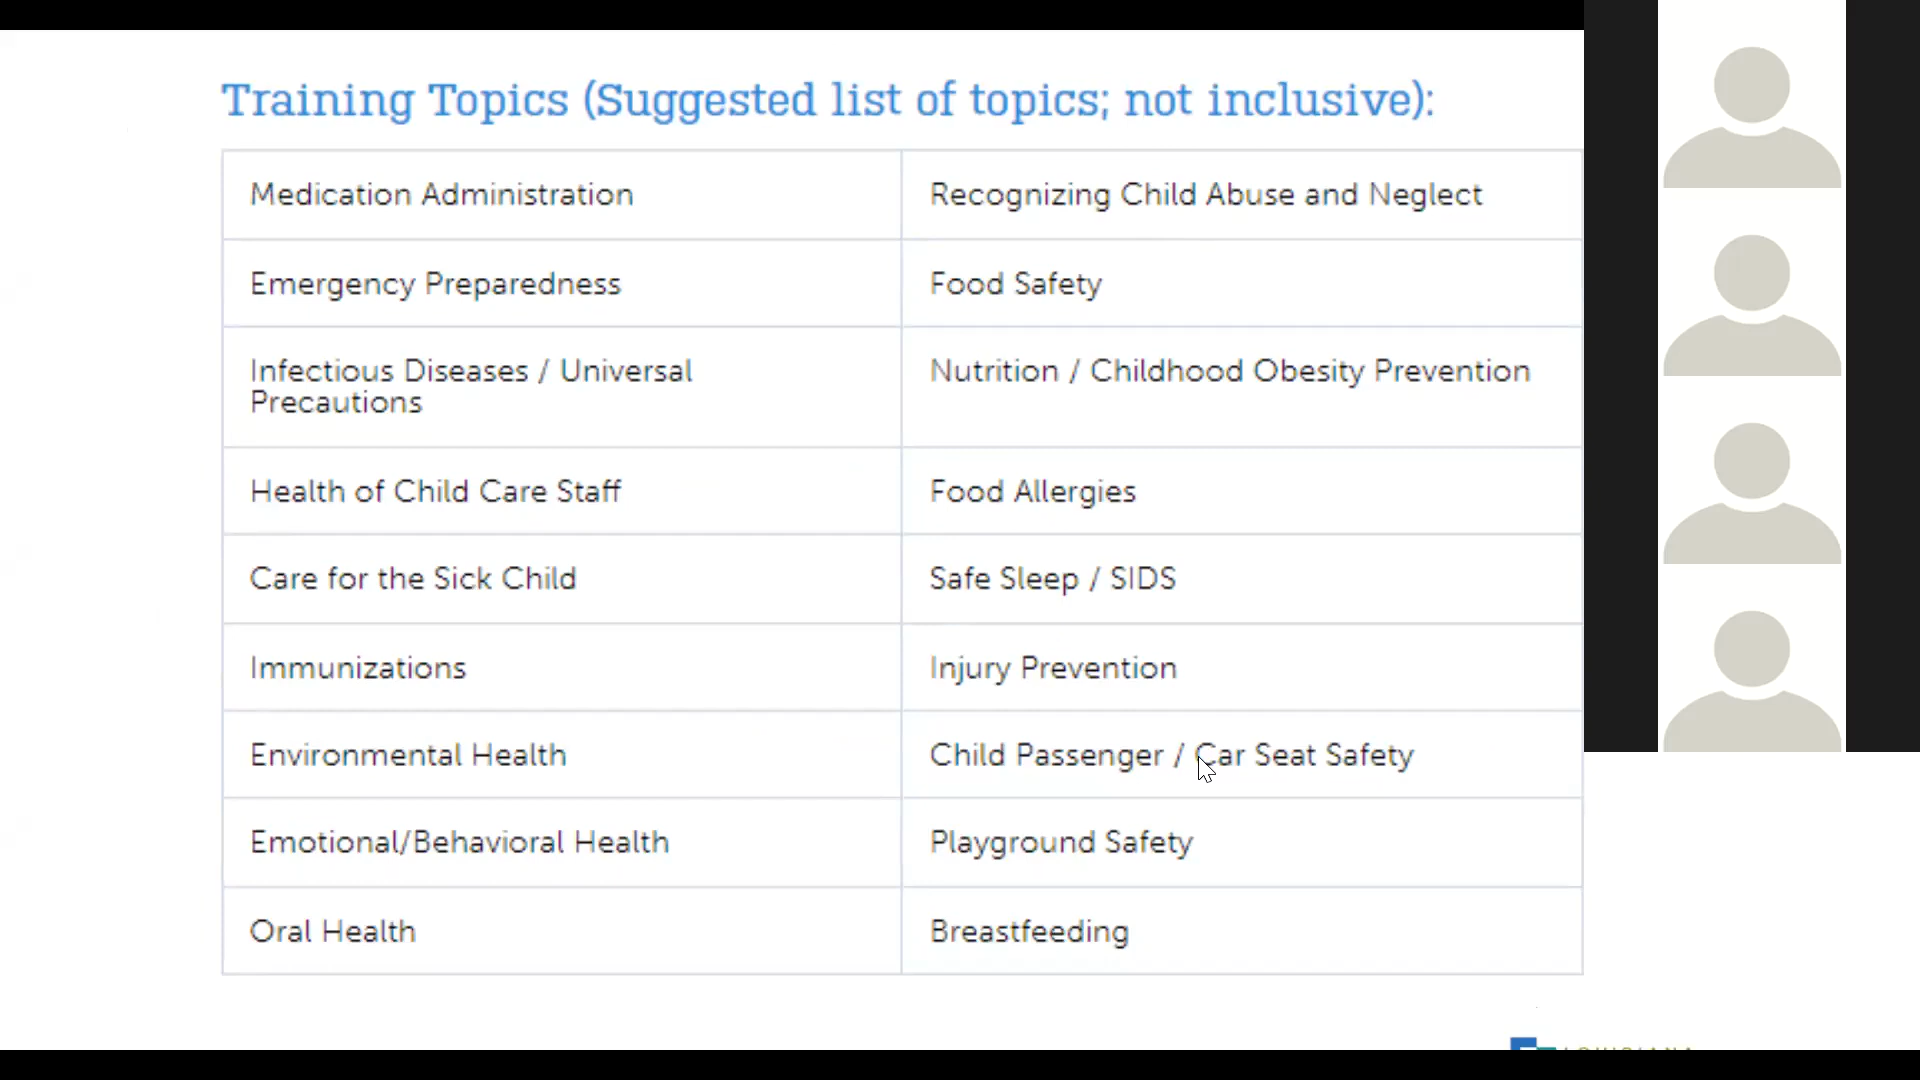 Training Topics (Suggested list of topics; not inclusive):
Medication Administration
Recognizing Child Abuse and Neglect
Emergency Preparedness
Food Safety
Infectious Diseases / Universal
Precautions
Nutrition / Childhood Obesity Prevention
Health of Child Care Staff
Food Allergies
Care for the Sick Child
Safe Sleep / SIDS
Immunizations
Injury Prevention
Environmental Health
Child Passenger / Car Seat Safety
Emotional/Behavioral Health
Playground Safety
Oral Health
Breastfeeding